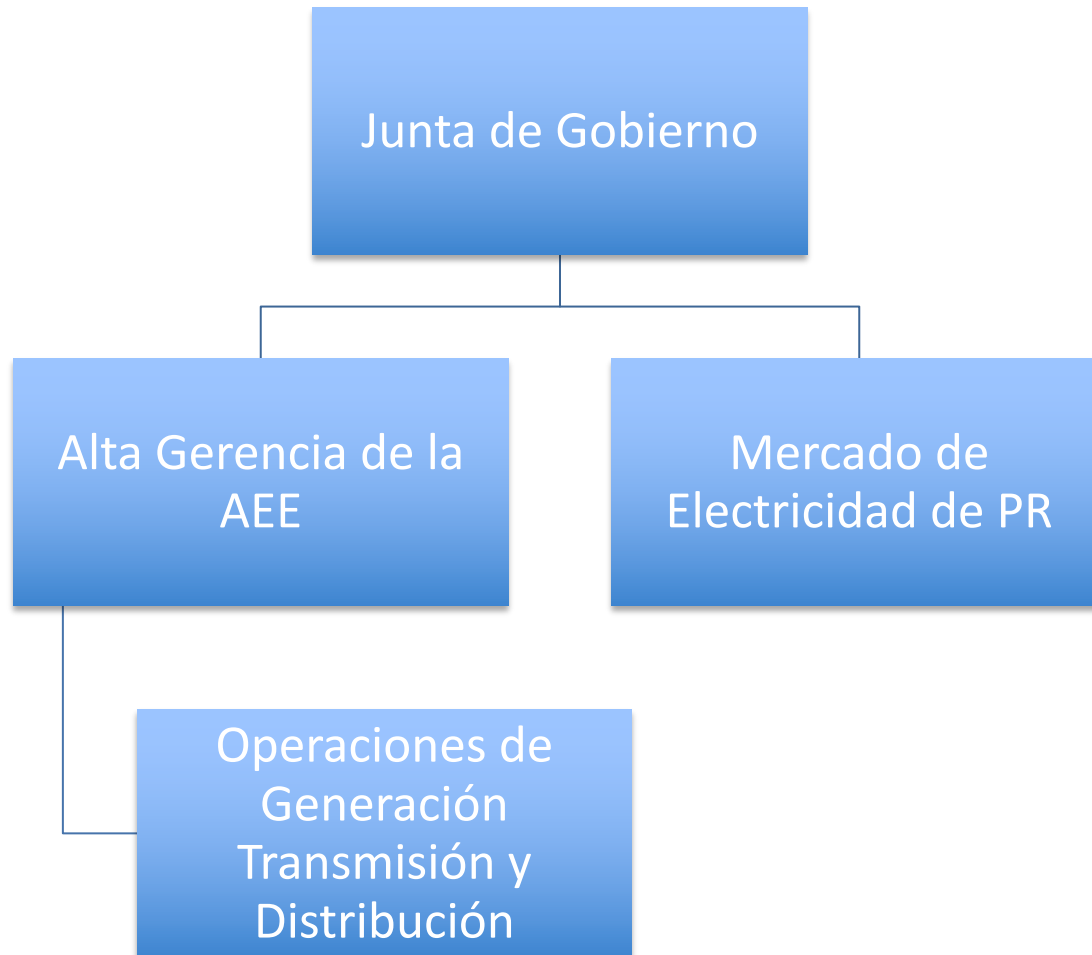 Junta de Gobierno
Alta Gerencia de la
AEE
Mercado de
Electricidad de PR
Operaciones de
Generación
Transmisión y
Distribución